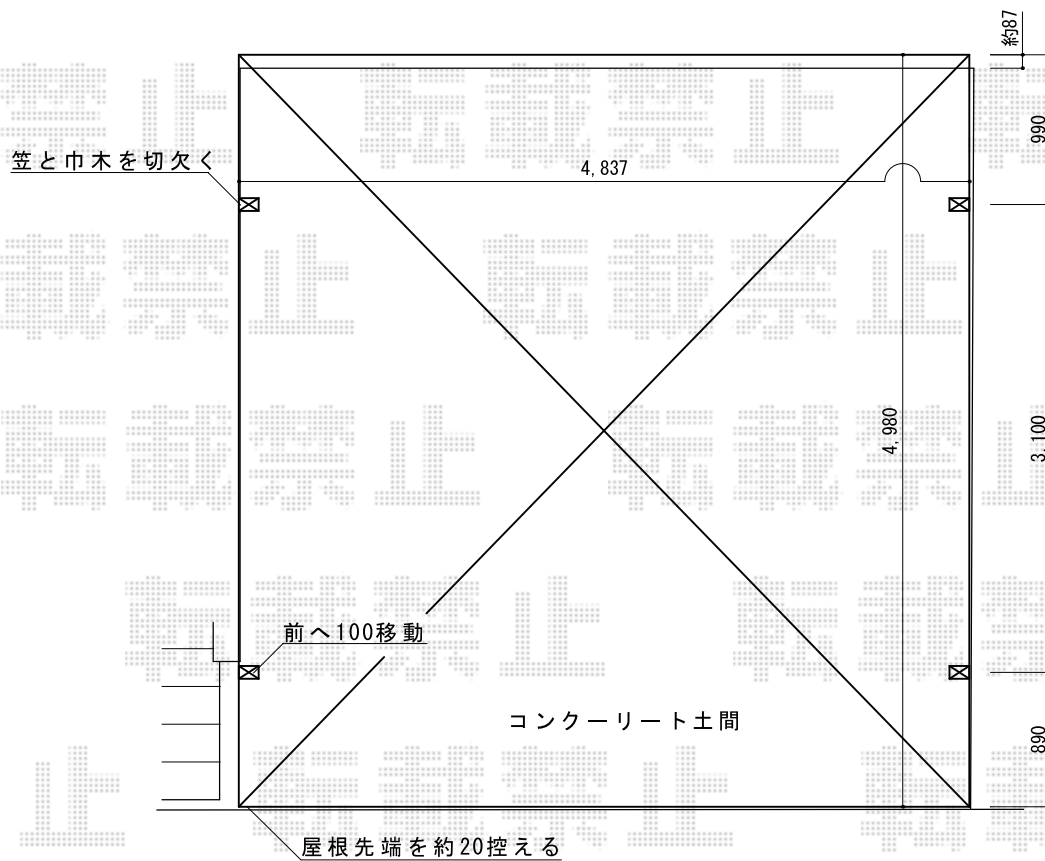 約87
990
笠と巾木を切欠く
4,837
4,980
3,100
前へ100移動
コンクーリート土間
890
屋根先端を約20控える
転載禁止